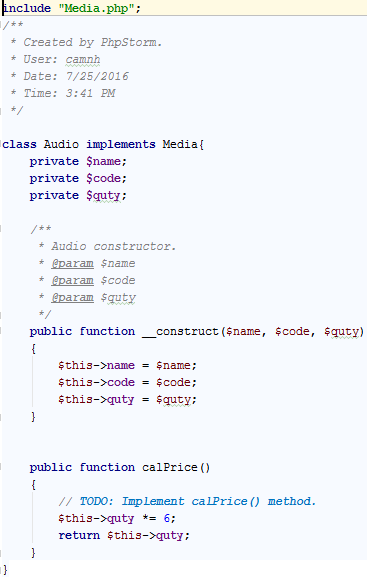 include "Media.php";
/**
 * Created by PhpStorm.
 * User: camnh
 * Date: 7/25/2016
 * Time: 3:41 PM
 */
class Audio implements Media{
    private $name;
    private $code;
    private $quty;
    /**
     * Audio constructor.
     * @param $name
     * @param $code
     * @param $quty
     */
    public function __construct($name, $code, $quty)
    {
        $this->name = $name;
        $this->code = $code;
        $this->quty = $quty;
    }
    public function calPrice()
    {
        // TODO: Implement calPrice() method.
        $this->quty *= 6;
        return $this->quty;
    }
}